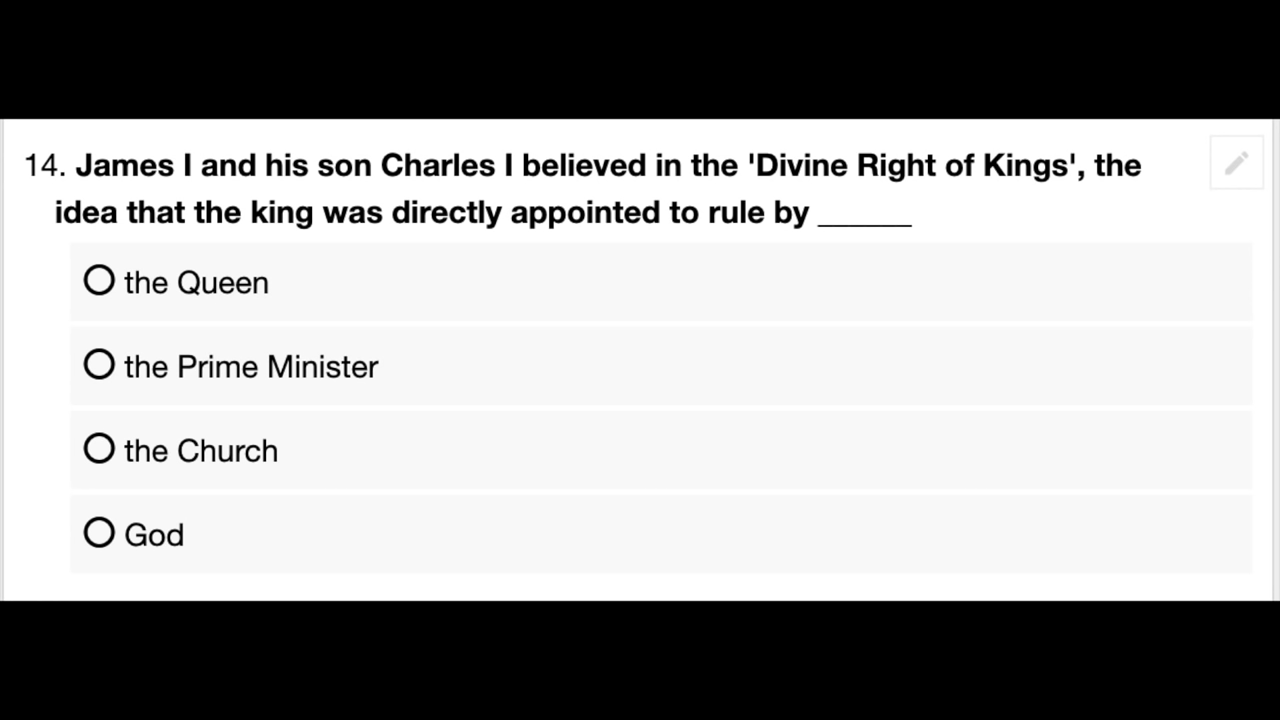 14. James I and his son Charles I believed in the 'Divine Right of Kings', the
idea that the king was directly appointed to rule by ______
the Queen
the Prime Minister
the Church
God